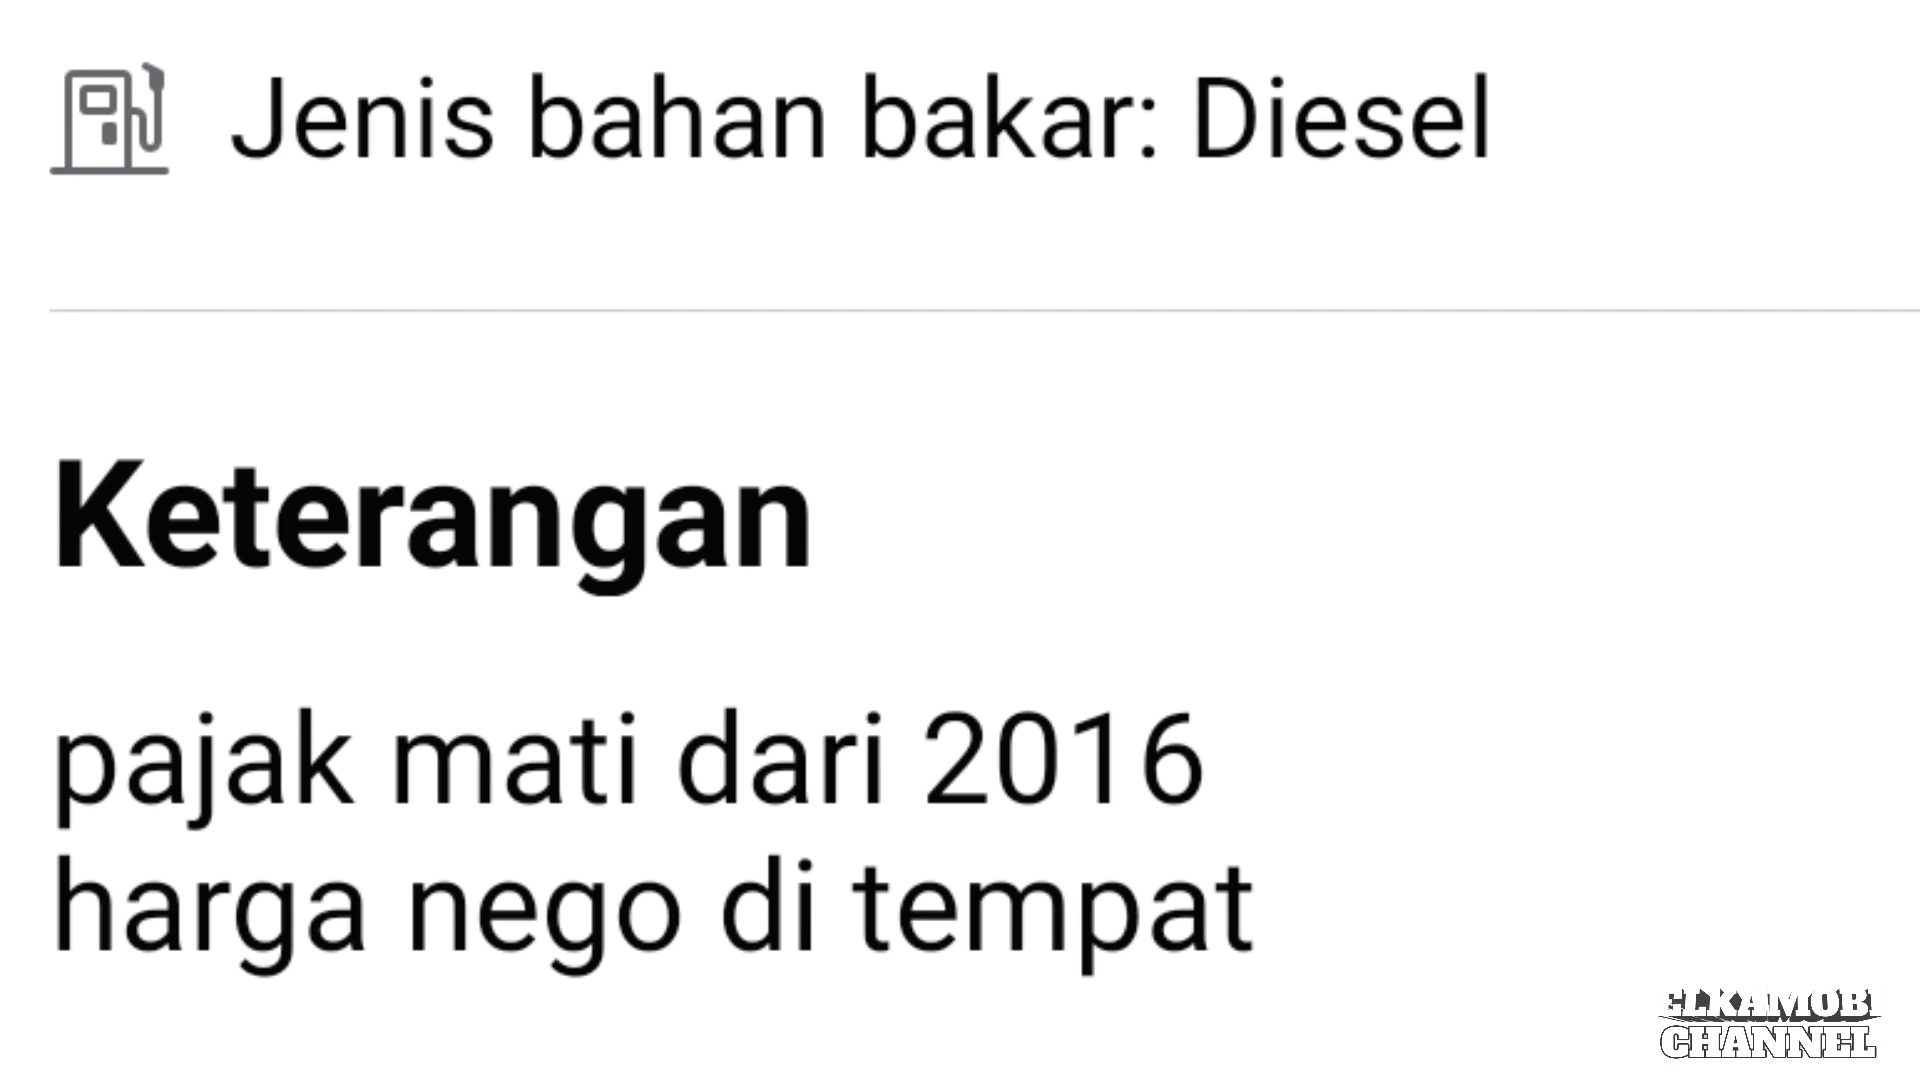 Jenis bahan bakar: Diesel
Keterangan
pajak mati dari 2016
harga nego di tempat
ELKAMOBI
CHANNEL